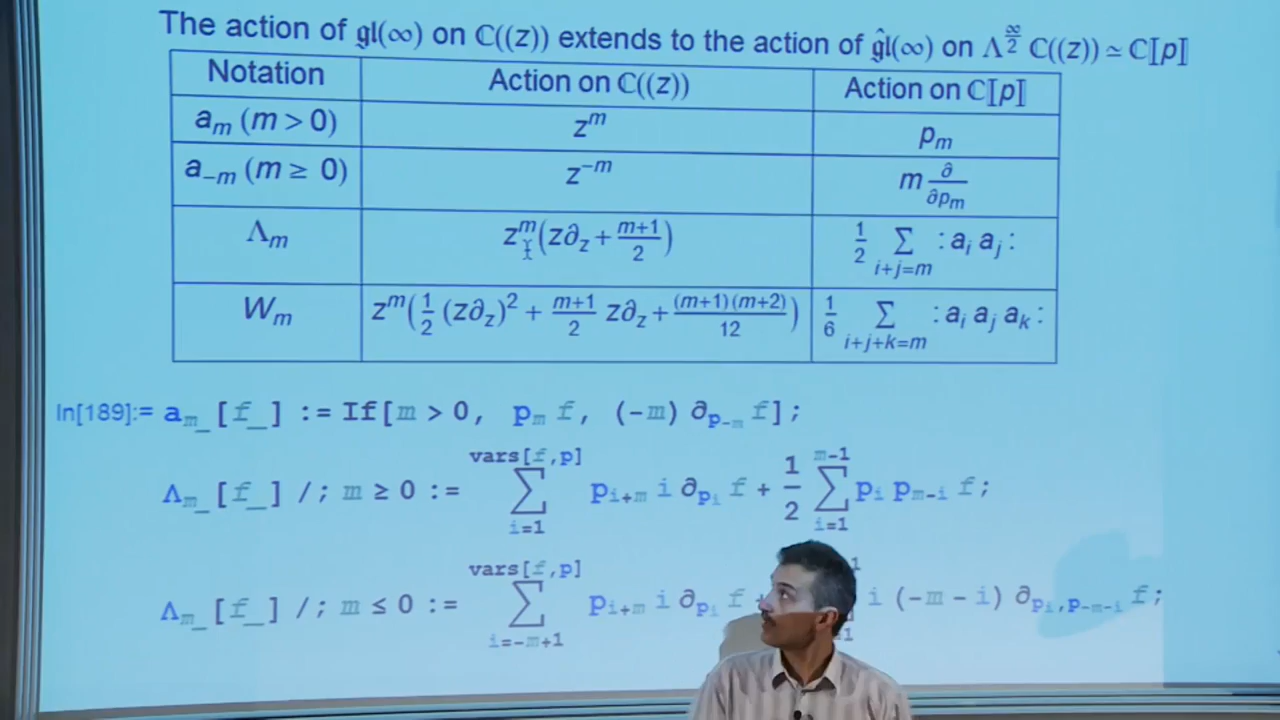 The action of 𝔤𝔩(∞) on ℂ((z)) extends to the action of 𝔤𝔩̂(∞) on Λ^(∞/2) ℂ((z)) ≃ ℂ⟦p⟧
Notation Action on ℂ((z)) Action on ℂ⟦p⟧
a_m (m > 0) z^m p_m
a_-m (m ≥ 0) z^-m m ∂/∂p_m
Λ_m z^m(z∂_z + (m+1)/2) 1/2 ∑_{i+j=m} :a_i a_j:
W_m z^m(1/2 (z∂_z)^2 + (m+1)/2 z∂_z + (m+1)(m+2)/12) 1/6 ∑_{i+j+k=m} :a_i a_j a_k:
In[189]:= a_m_[f_] := If[m > 0, p_m f, (-m) ∂_{p_-m} f];
Λ_m_[f_] /; m ≥ 0 := ∑_{i=1}^{vars[f,p]} p_{i+m} i ∂_{p_i} f + 1/2 ∑_{i=1}^{m-1} p_i p_{m-i} f;
Λ_m_[f_] /; m ≤ 0 := ∑_{i=-m+1}^{vars[f,p]} p_{i+m} i ∂_{p_i} f i (-m - i) ∂_{p_i,p_-m-i} f;